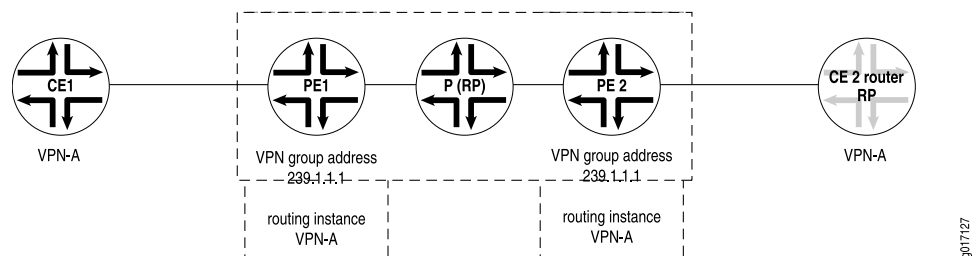 CE1
PE1
P (RP)
PE 2
CE 2 router
RP
VPN-A
VPN group address
239.1.1.1
VPN group address
239.1.1.1
VPN-A
routing instance
VPN-A
routing instance
VPN-A
g017127